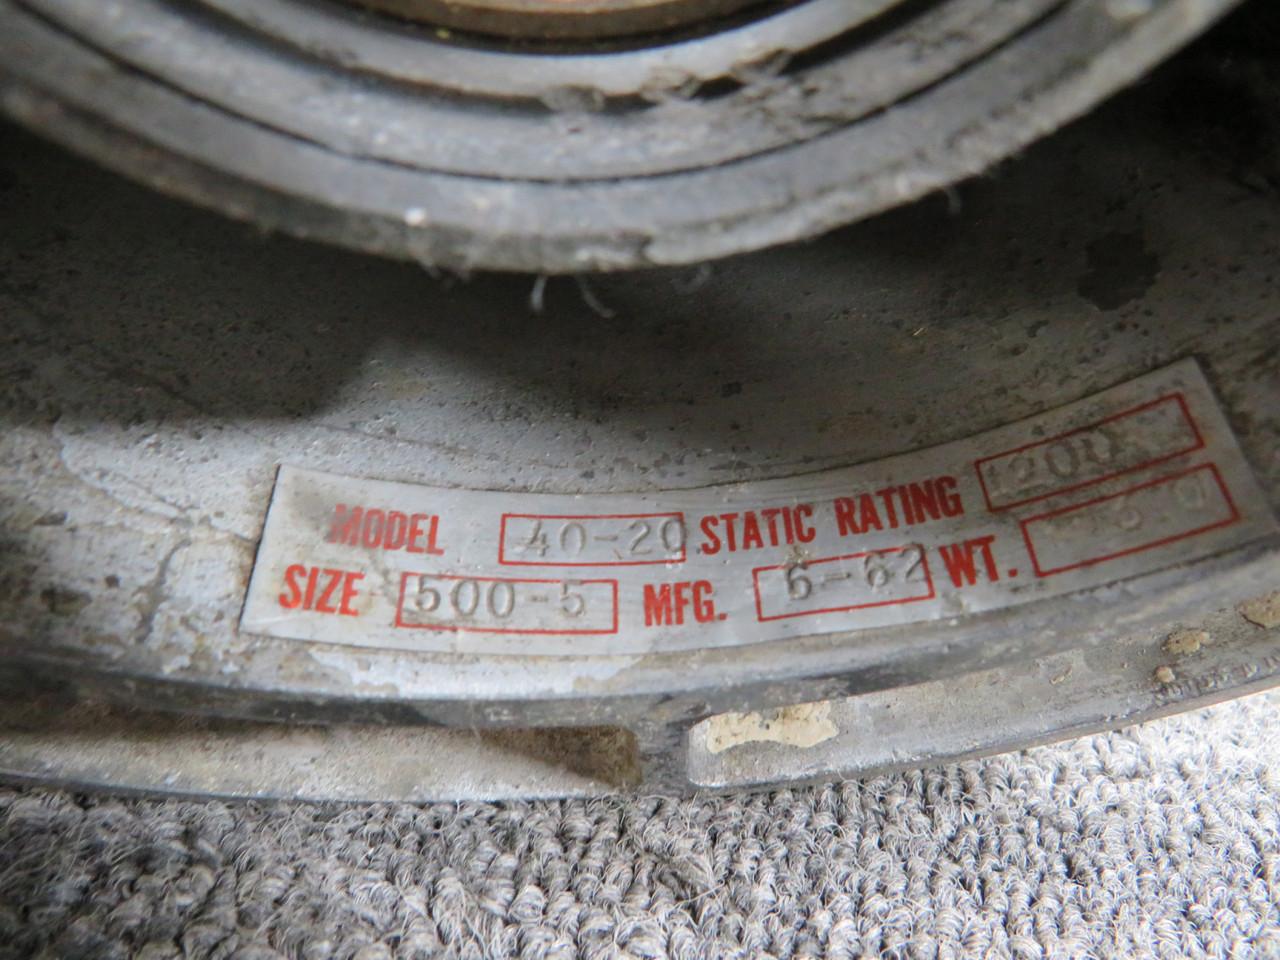 MODEL 40-20 STATIC RATING 1200
SIZE 500-5 MFG. 6-62 WT.